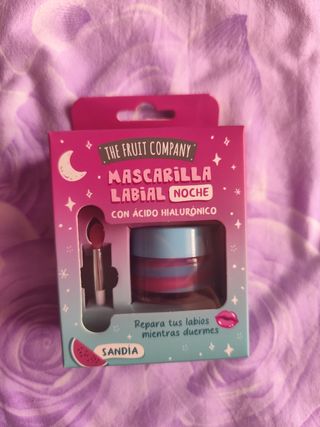 THE FRUIT COMPANY
MASCARILLA
LABIAL NOCHE
CON ÁCIDO HIALURÓNICO
Repara tus labios
mientras duermes
SANDÍA